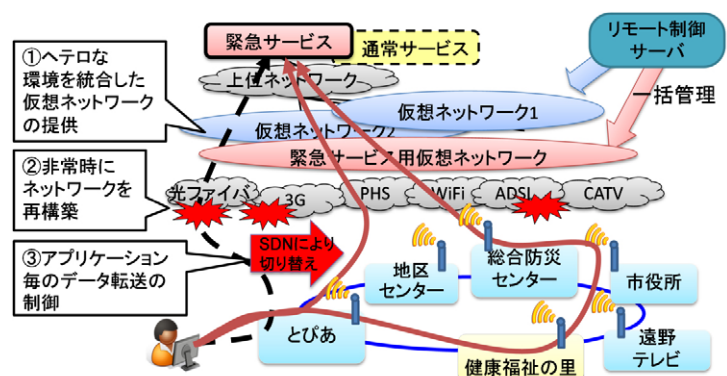 緊急サービス
通常サービス
リモート制御
サーバ
①ヘテロな
環境を統合した
仮想ネットワーク
の提供
上位ネットワーク
一括管理
仮想ネットワーク1
仮想ネットワーク2
緊急サービス用仮想ネットワーク
②非常時に
ネットワークを
再構築
光ファイバ
3G
PHS
WiFi
ADSL
CATV
③アプリケーション
毎のデータ転送の
制御
SDNにより
切り替え
地区
センター
総合防災
センター
市役所
とぴあ
健康福祉の里
遠野
テレビ